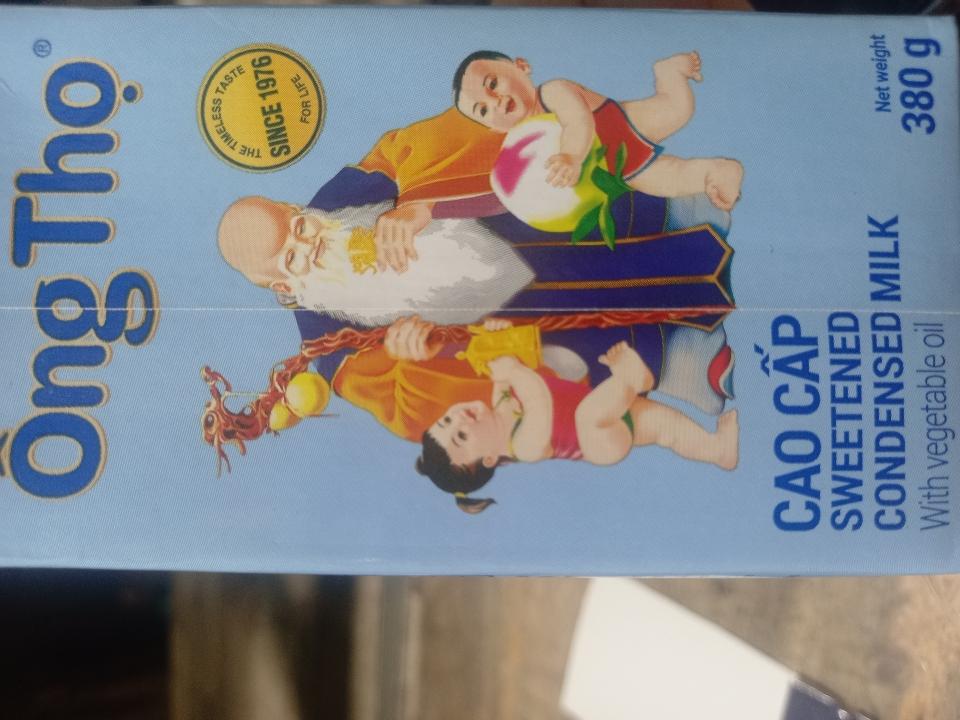 Ông Thọ ®
THE TIMELESS TASTE
SINCE 1976
FOR LIFE
CAO CẤP
SWEETENED
CONDENSED MILK
With vegetable oil
Net weight
380 g